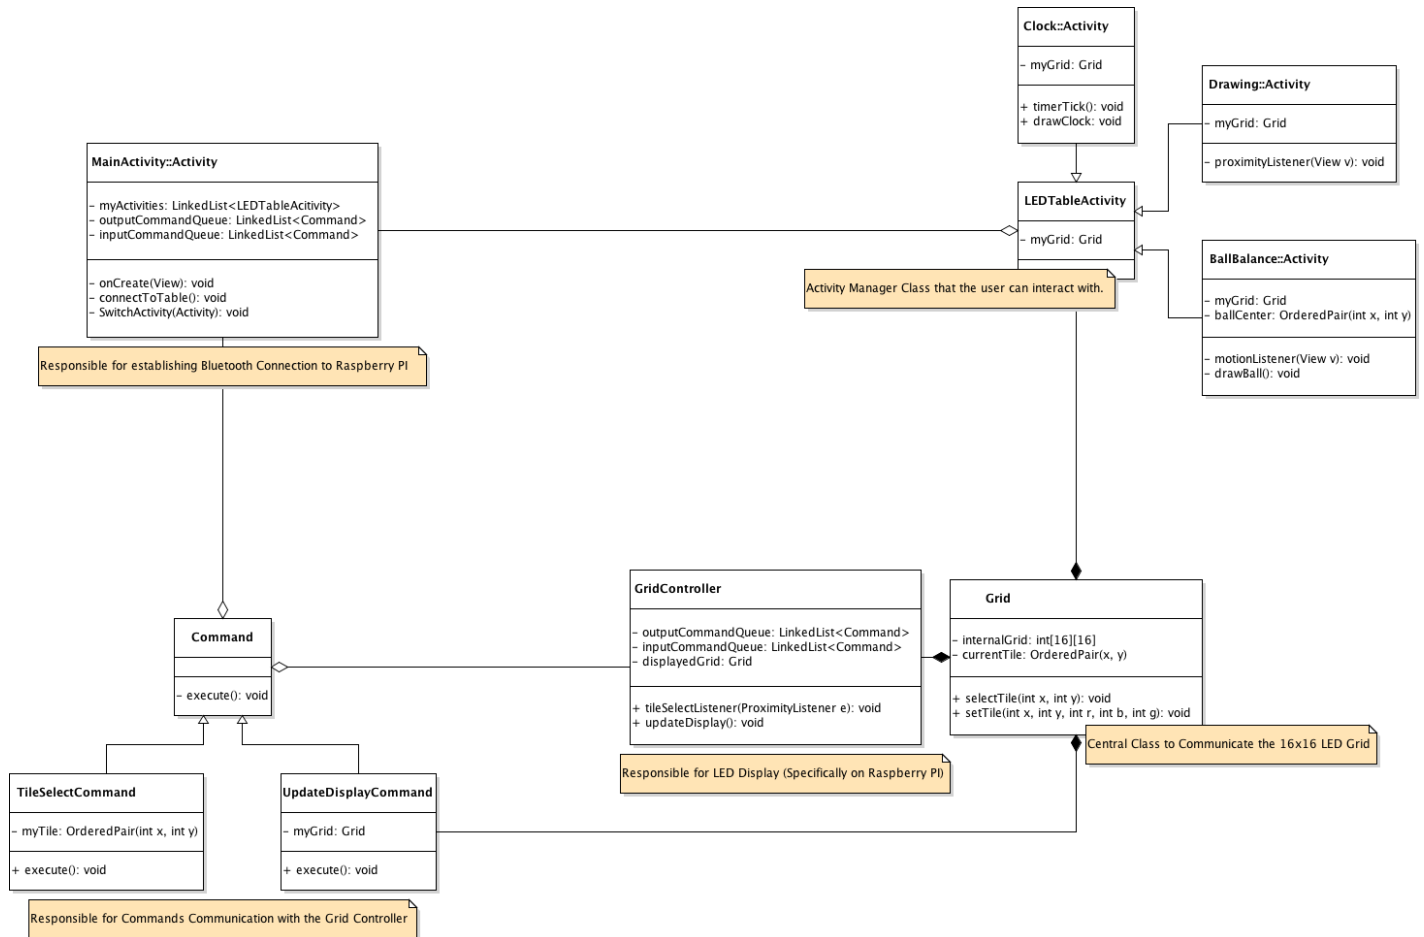 Clock::Activity
- myGrid: Grid
+ timerTick(): void
+ drawClock: void
Drawing::Activity
- myGrid: Grid
- proximityListener(View v): void
MainActivity::Activity
- myActivities: LinkedList<LEDTableAcitivity>
- outputCommandQueue: LinkedList<Command>
- inputCommandQueue: LinkedList<Command>
- onCreate(View): void
- connectToTable(): void
- SwitchActivity(Activity): void
Responsible for establishing Bluetooth Connection to Raspberry PI
LEDTableActivity
- myGrid: Grid
Activity Manager Class that the user can interact with.
BallBalance::Activity
- myGrid: Grid
- ballCenter: OrderedPair(int x, int y)
- motionListener(View v): void
- drawBall(): void
Command
- execute(): void
GridController
- outputCommandQueue: LinkedList<Command>
- inputCommandQueue: LinkedList<Command>
- displayedGrid: Grid
+ tileSelectListener(ProximityListener e): void
+ updateDisplay(): void
Responsible for LED Display (Specifically on Raspberry PI)
Grid
- internalGrid: int[16][16]
- currentTile: OrderedPair(x, y)
+ selectTile(int x, int y): void
+ setTile(int x, int y, int r, int b, int g): void
Central Class to Communicate the 16x16 LED Grid
TileSelectCommand
- myTile: OrderedPair(int x, int y)
+ execute(): void
UpdateDisplayCommand
- myGrid: Grid
+ execute(): void
Responsible for Commands Communication with the Grid Controller